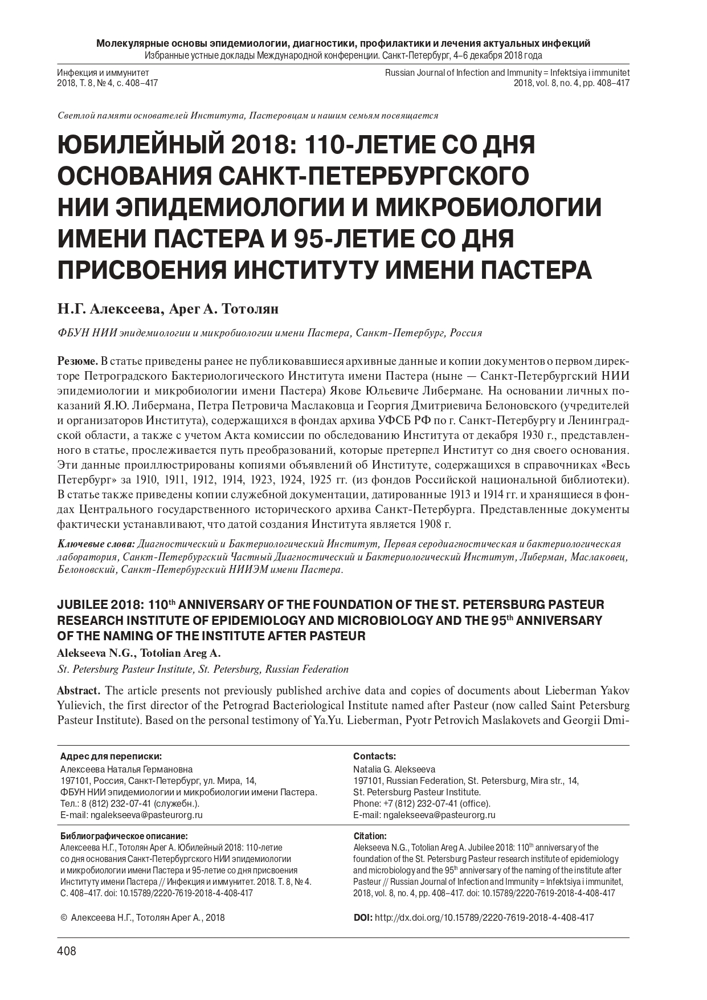 Молекулярные основы эпидемиологии, диагностики, профилактики и лечения актуальных инфекций
Избранные устные доклады Международной конференции. Санкт-Петербург, 4–6 декабря 2018 года
Инфекция и иммунитет
2018, Т. 8, № 4, с. 408–417
Russian Journal of Infection and Immunity = Infektsiya i immunitet
2018, vol. 8, no. 4, pp. 408–417
Светлой памяти основателей Института, Пастеровцам и нашим семьям посвящается
ЮБИЛЕЙНЫЙ 2018: 110-ЛЕТИЕ СО ДНЯ
ОСНОВАНИЯ САНКТ-ПЕТЕРБУРГСКОГО
НИИ ЭПИДЕМИОЛОГИИ И МИКРОБИОЛОГИИ
ИМЕНИ ПАСТЕРА И 95-ЛЕТИЕ СО ДНЯ
ПРИСВОЕНИЯ ИНСТИТУТУ ИМЕНИ ПАСТЕРА
Н.Г. Алексеева, Арег А. Тотолян
ФБУН НИИ эпидемиологии и микробиологии имени Пастера, Санкт-Петербург, Россия
Резюме. В статье приведены ранее не публиковавшиеся архивные данные и копии документов о первом дирек-
торе Петроградского Бактериологического Института имени Пастера (ныне — Санкт-Петербургский НИИ
эпидемиологии и микробиологии имени Пастера) Якове Юльевиче Либермане. На основании личных по-
казаний Я.Ю. Либермана, Петра Петровича Маслаковца и Георгия Дмитриевича Белоновского (учредителей
и организаторов Института), содержащихся в фондах архива УФСБ РФ по г. Санкт-Петербургу и Ленинград-
ской области, а также с учетом Акта комиссии по обследованию Института от декабря 1930 г., представлен-
ного в статье, прослеживается путь преобразований, которые претерпел Институт со дня своего основания.
Эти данные проиллюстрированы копиями объявлений об Институте, содержащихся в справочниках «Весь
Петербург» за 1910, 1911, 1912, 1914, 1923, 1924, 1925 гг. (из фондов Российской национальной библиотеки).
В статье также приведены копии служебной документации, датированные 1913 и 1914 гг. и хранящиеся в фон-
дах Центрального государственного исторического архива Санкт-Петербурга. Представленные документы
фактически устанавливают, что датой создания Института является 1908 г.
Ключевые слова: Диагностический и Бактериологический Институт, Первая серодиагностическая и бактериологическая
лаборатория, Санкт-Петербургский Частный Диагностический и Бактериологический Институт, Либерман, Маслаковец,
Белоновский, Санкт-Петербургский НИИЭМ имени Пастера.
JUBILEE 2018: 110th ANNIVERSARY OF THE FOUNDATION OF THE ST. PETERSBURG PASTEUR
RESEARCH INSTITUTE OF EPIDEMIOLOGY AND MICROBIOLOGY AND THE 95th ANNIVERSARY
OF THE NAMING OF THE INSTITUTE AFTER PASTEUR
Alekseeva N.G., Totolian Areg A.
St. Petersburg Pasteur Institute, St. Petersburg, Russian Federation
Abstract. The article presents not previously published archive data and copies of documents about Lieberman Yakov
Yulievich, the first director of the Petrograd Bacteriological Institute named after Pasteur (now called Saint Petersburg
Pasteur Institute). Based on the personal testimony of Ya.Yu. Lieberman, Pyotr Petrovich Maslakovets and Georgii Dmi-
Адрес для переписки:
Алексеева Наталья Германовна
197101, Россия, Санкт-Петербург, ул. Мира, 14,
ФБУН НИИ эпидемиологии и микробиологии имени Пастера.
Тел.: 8 (812) 232-07-41 (служебн.).
E-mail: ngalekseeva@pasteurorg.ru
Contacts:
Natalia G. Alekseeva
197101, Russian Federation, St. Petersburg, Mira str., 14,
St. Petersburg Pasteur Institute.
Phone: +7 (812) 232-07-41 (office).
E-mail: ngalekseeva@pasteurorg.ru
Библиографическое описание:
Алексеева Н.Г., Тотолян Арег А. Юбилейный 2018: 110-летие
со дня основания Санкт-Петербургского НИИ эпидемиологии
и микробиологии имени Пастера и 95-летие со дня присвоения
Институту имени Пастера // Инфекция и иммунитет. 2018. Т. 8, № 4.
С. 408–417. doi: 10.15789/2220-7619-2018-4-408-417
Citation:
Alekseeva N.G., Totolian Areg A. Jubilee 2018: 110th anniversary of the
foundation of the St. Petersburg Pasteur research institute of epidemiology
and microbiology and the 95th anniversary of the naming of the institute after
Pasteur // Russian Journal of Infection and Immunity = Infektsiya i immunitet,
2018, vol. 8, no. 4, pp. 408–417. doi: 10.15789/2220-7619-2018-4-408-417
© Алексеева Н.Г., Тотолян Арег А., 2018
DOI: http://dx.doi.org/10.15789/2220-7619-2018-4-408-417
408